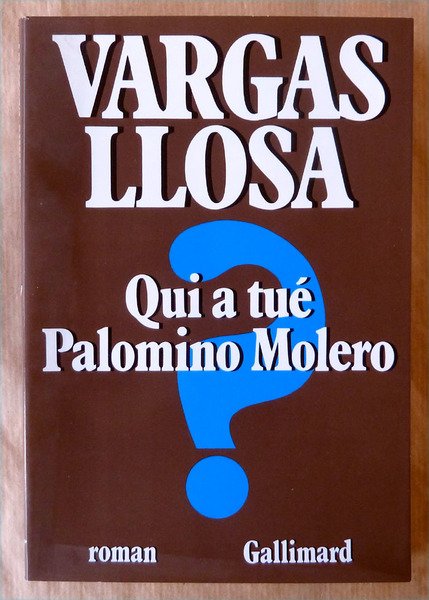 VARGAS
LLOSA
Qui a tué
Palomino Molero
?
roman Gallimard